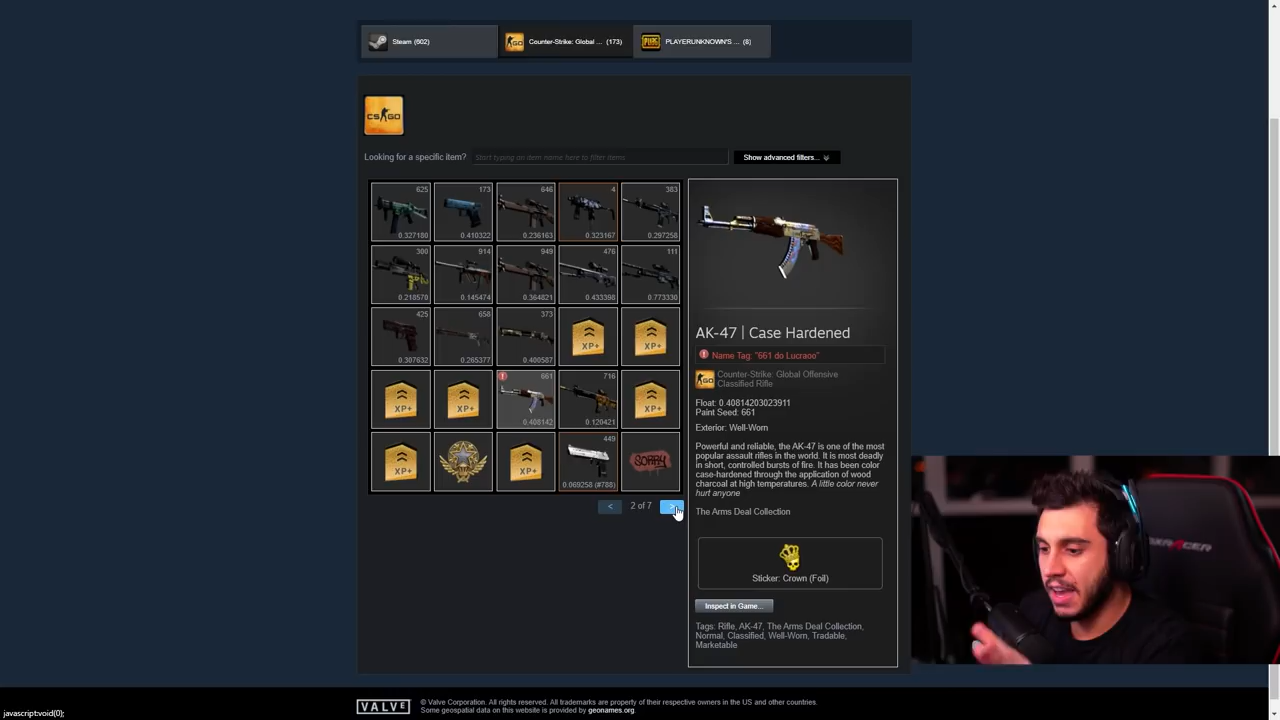 Steam (602)
Counter-Strike: Global ... (173)
PLAYERUNKNOWN'S ... (8)
CS GO
Looking for a specific item?
Start typing an item name here to filter items
Show advanced filters...
625
0.327180
173
0.410322
646
0.236163
4
0.323167
383
0.297258
300
0.218570
914
0.145474
949
0.364821
476
0.433398
111
0.773330
425
0.307632
658
0.265377
373
0.400587
XP+
XP+
XP+
XP+
661
0.408142
716
0.120421
XP+
XP+
XP+
449
0.069258 (#788)
SORRY
< 2 of 7 >
AK-47 | Case Hardened
Name Tag: "661 do Lucraoo"
Counter-Strike: Global Offensive
Classified Rifle
Float: 0.40814203023911
Paint Seed: 661
Exterior: Well-Worn
Powerful and reliable, the AK-47 is one of the most
popular assault rifles in the world. It is most deadly
in short, controlled bursts of fire. It has been color
case-hardened through the application of wood
charcoal at high temperatures. A little color never
hurt anyone
The Arms Deal Collection
Sticker: Crown (Foil)
Inspect in Game...
Tags: Rifle, AK-47, The Arms Deal Collection,
Normal, Classified, Well-Worn, Tradable,
Marketable
VALVE
© Valve Corporation. All rights reserved. All trademarks are property of their respective owners in the US and other countries.
Some geospatial data on this website is provided by geonames.org.
javascript:void(0);